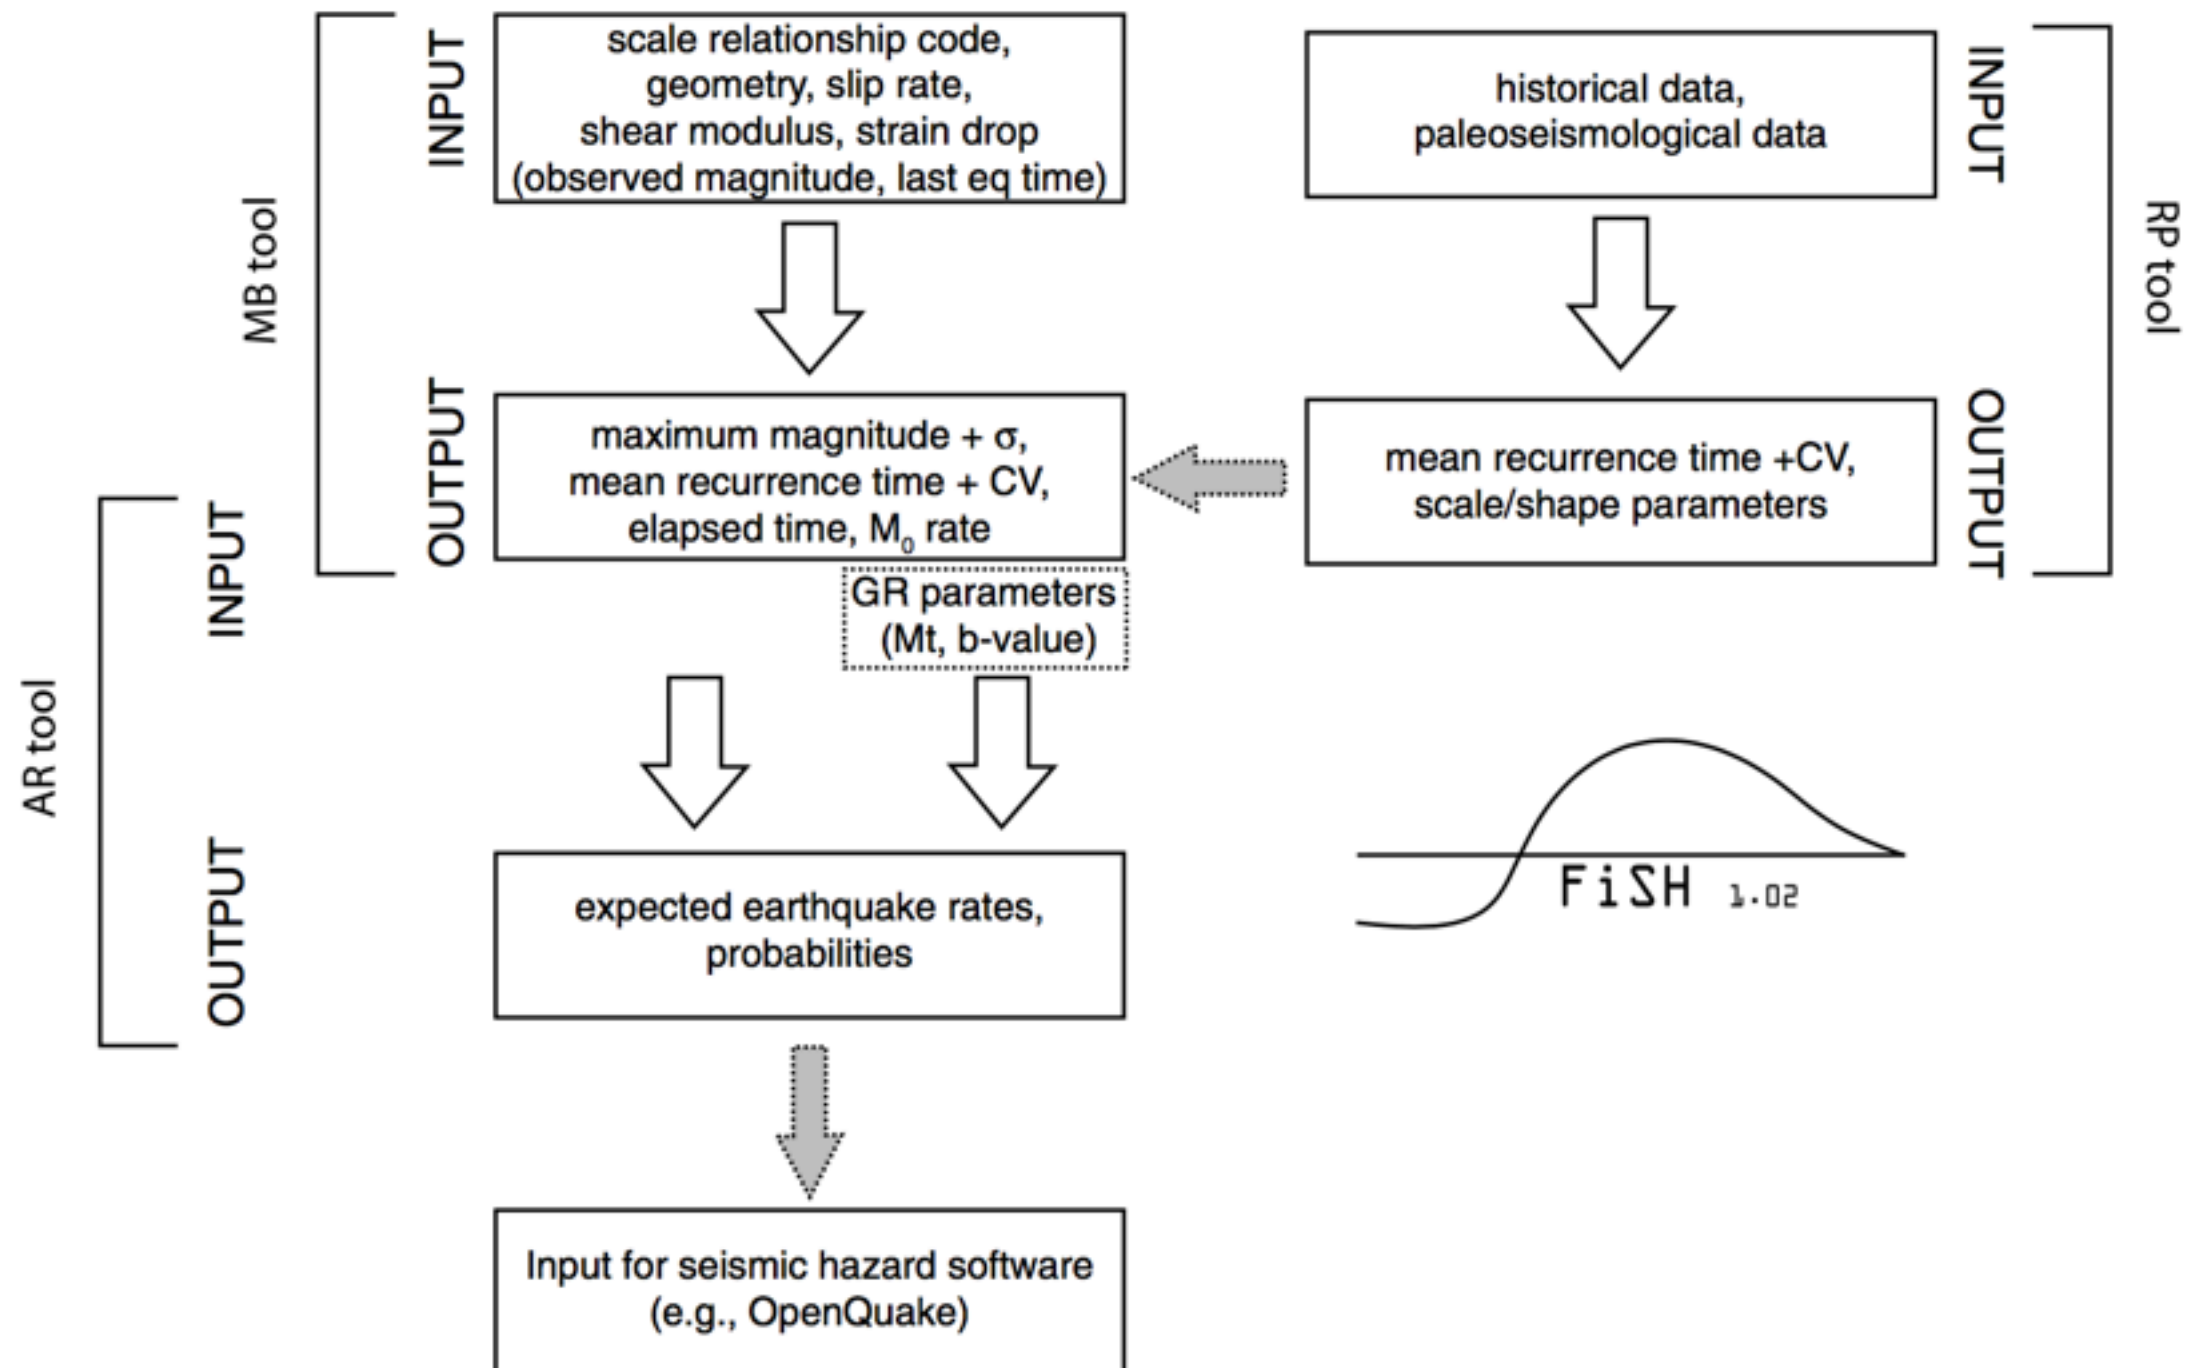 MB tool
INPUT
scale relationship code,
geometry, slip rate,
shear modulus, strain drop
(observed magnitude, last eq time)
OUTPUT
maximum magnitude + σ,
mean recurrence time + CV,
elapsed time, M₀ rate
RP tool
INPUT
historical data,
paleoseismological data
OUTPUT
mean recurrence time +CV,
scale/shape parameters
AR tool
INPUT
GR parameters
(Mt, b-value)
OUTPUT
expected earthquake rates,
probabilities
FiSH 1.02
Input for seismic hazard software
(e.g., OpenQuake)